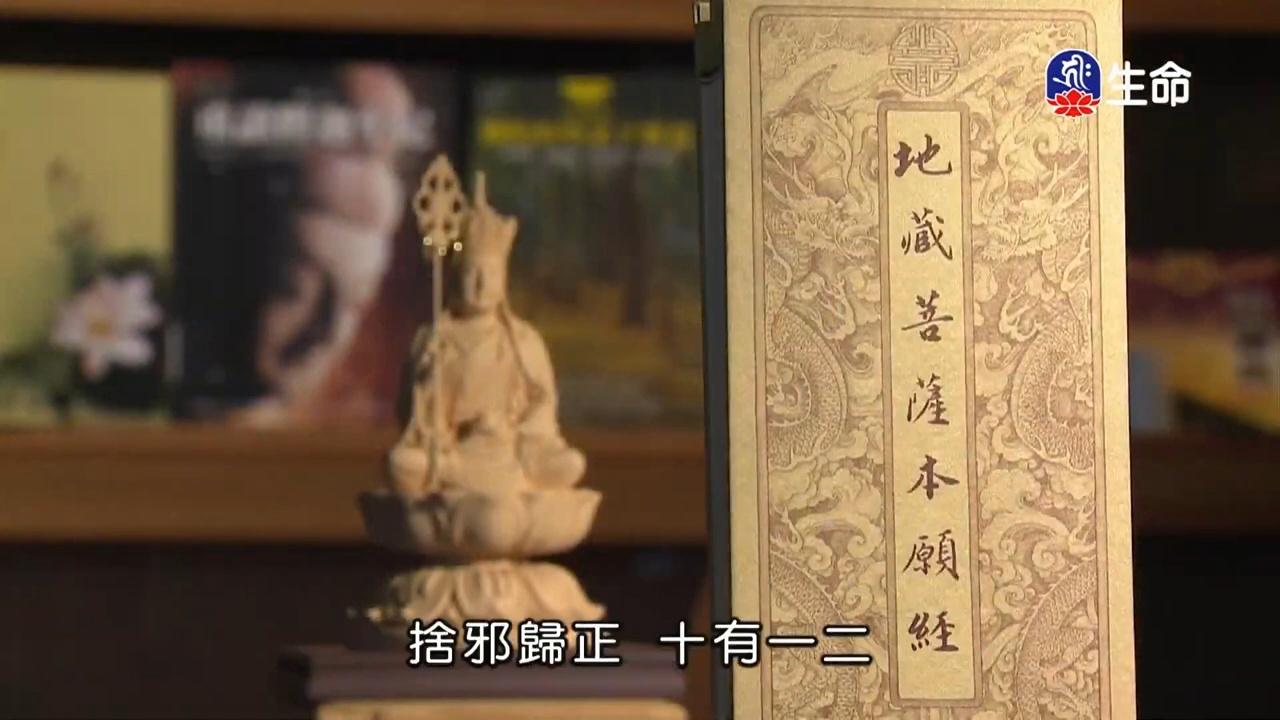 生命
地藏菩薩本願經
捨邪歸正 十有一二